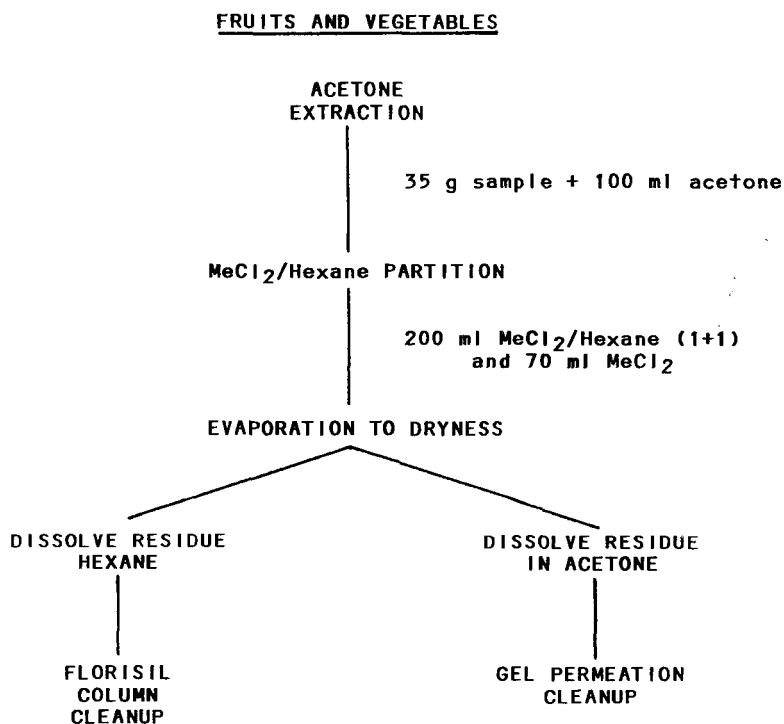 FRUITS AND VEGETABLES
ACETONE
EXTRACTION
35 g sample + 100 ml acetone
MeCl2/Hexane PARTITION
200 ml MeCl2/Hexane (1+1)
and 70 ml MeCl2
EVAPORATION TO DRYNESS
DISSOLVE RESIDUE
HEXANE
DISSOLVE RESIDUE
IN ACETONE
FLORISIL
COLUMN
CLEANUP
GEL PERMEATION
CLEANUP